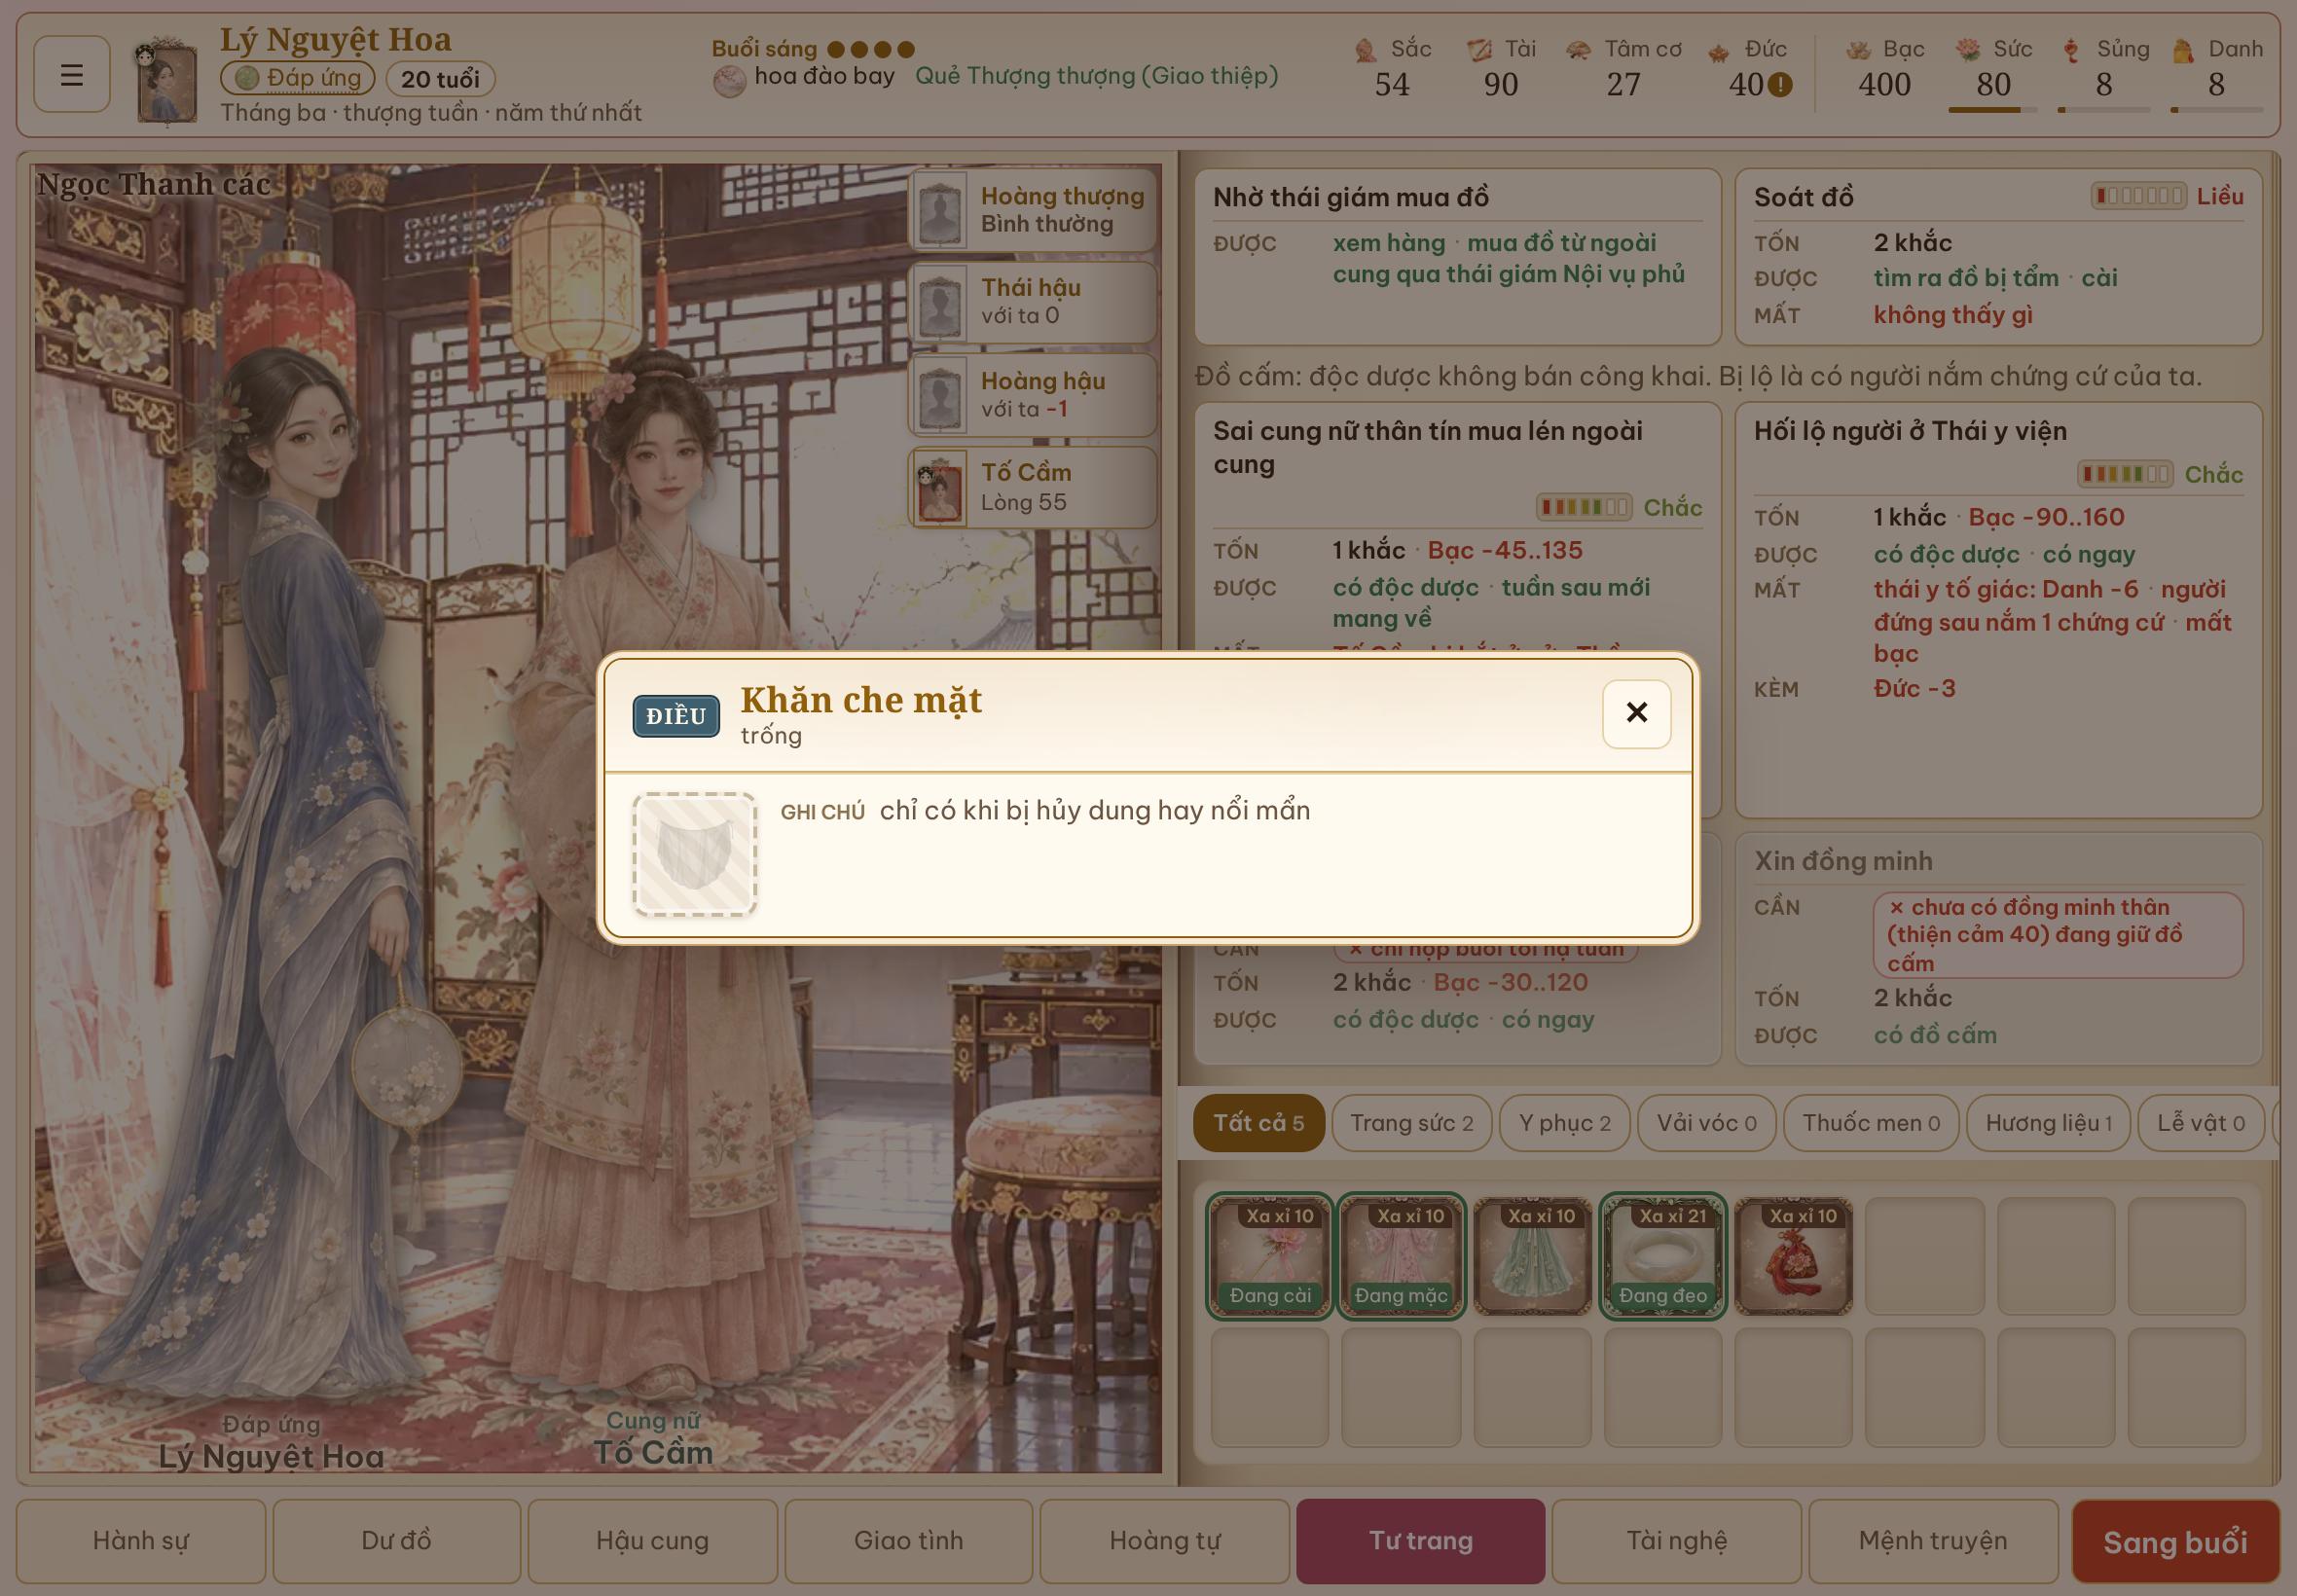 Lý Nguyệt Hoa
Đáp ứng
20 tuổi
Tháng ba · thượng tuần · năm thứ nhất
Buổi sáng
hoa đào bay
Quẻ Thượng thượng (Giao thiệp)
Sắc
54
Tài
90
Tâm cơ
27
Đức
40
Bạc
400
Sức
80
Sủng
8
Danh
8
Ngọc Thanh các
Hoàng thượng
Bình thường
Thái hậu
với ta 0
Hoàng hậu
với ta -1
Tố Cầm
Lòng 55
Đáp ứng
Lý Nguyệt Hoa
Cung nữ
Tố Cầm
Nhờ thái giám mua đồ
ĐƯỢC xem hàng · mua đồ từ ngoài
cung qua thái giám Nội vụ phủ
Soát đồ
Liều
TỐN 2 khắc
ĐƯỢC tìm ra đồ bị tẩm · cài
MẤT không thấy gì
Đồ cấm: độc dược không bán công khai. Bị lộ là có người nắm chứng cứ của ta.
Sai cung nữ thân tín mua lén ngoài
cung
Chắc
TỐN 1 khắc · Bạc -45..135
ĐƯỢC có độc dược · tuần sau mới
mang về
Hối lộ người ở Thái y viện
Chắc
TỐN 1 khắc · Bạc -90..160
ĐƯỢC có độc dược · có ngay
MẤT thái y tố giác: Danh -6 · người
đứng sau nắm 1 chứng cứ · mất
bạc
KÈM Đức -3
ĐIỀU
Khăn che mặt
trống
×
GHI CHÚ chỉ có khi bị hủy dung hay nổi mẩn
CẦN × chỉ họp buổi tối hạ tuần
TỐN 2 khắc · Bạc -30..120
ĐƯỢC có độc dược · có ngay
Xin đồng minh
CẦN × chưa có đồng minh thân
(thiện cảm 40) đang giữ đồ
cấm
TỐN 2 khắc
ĐƯỢC có đồ cấm
Tất cả 5
Trang sức 2
Y phục 2
Vải vóc 0
Thuốc men 0
Hương liệu 1
Lễ vật 0
Xa xỉ 10
Đang cài
Xa xỉ 10
Đang mặc
Xa xỉ 10
Xa xỉ 21
Đang đeo
Xa xỉ 10
Hành sự
Dư đồ
Hậu cung
Giao tình
Hoàng tự
Tư trang
Tài nghệ
Mệnh truyện
Sang buổi